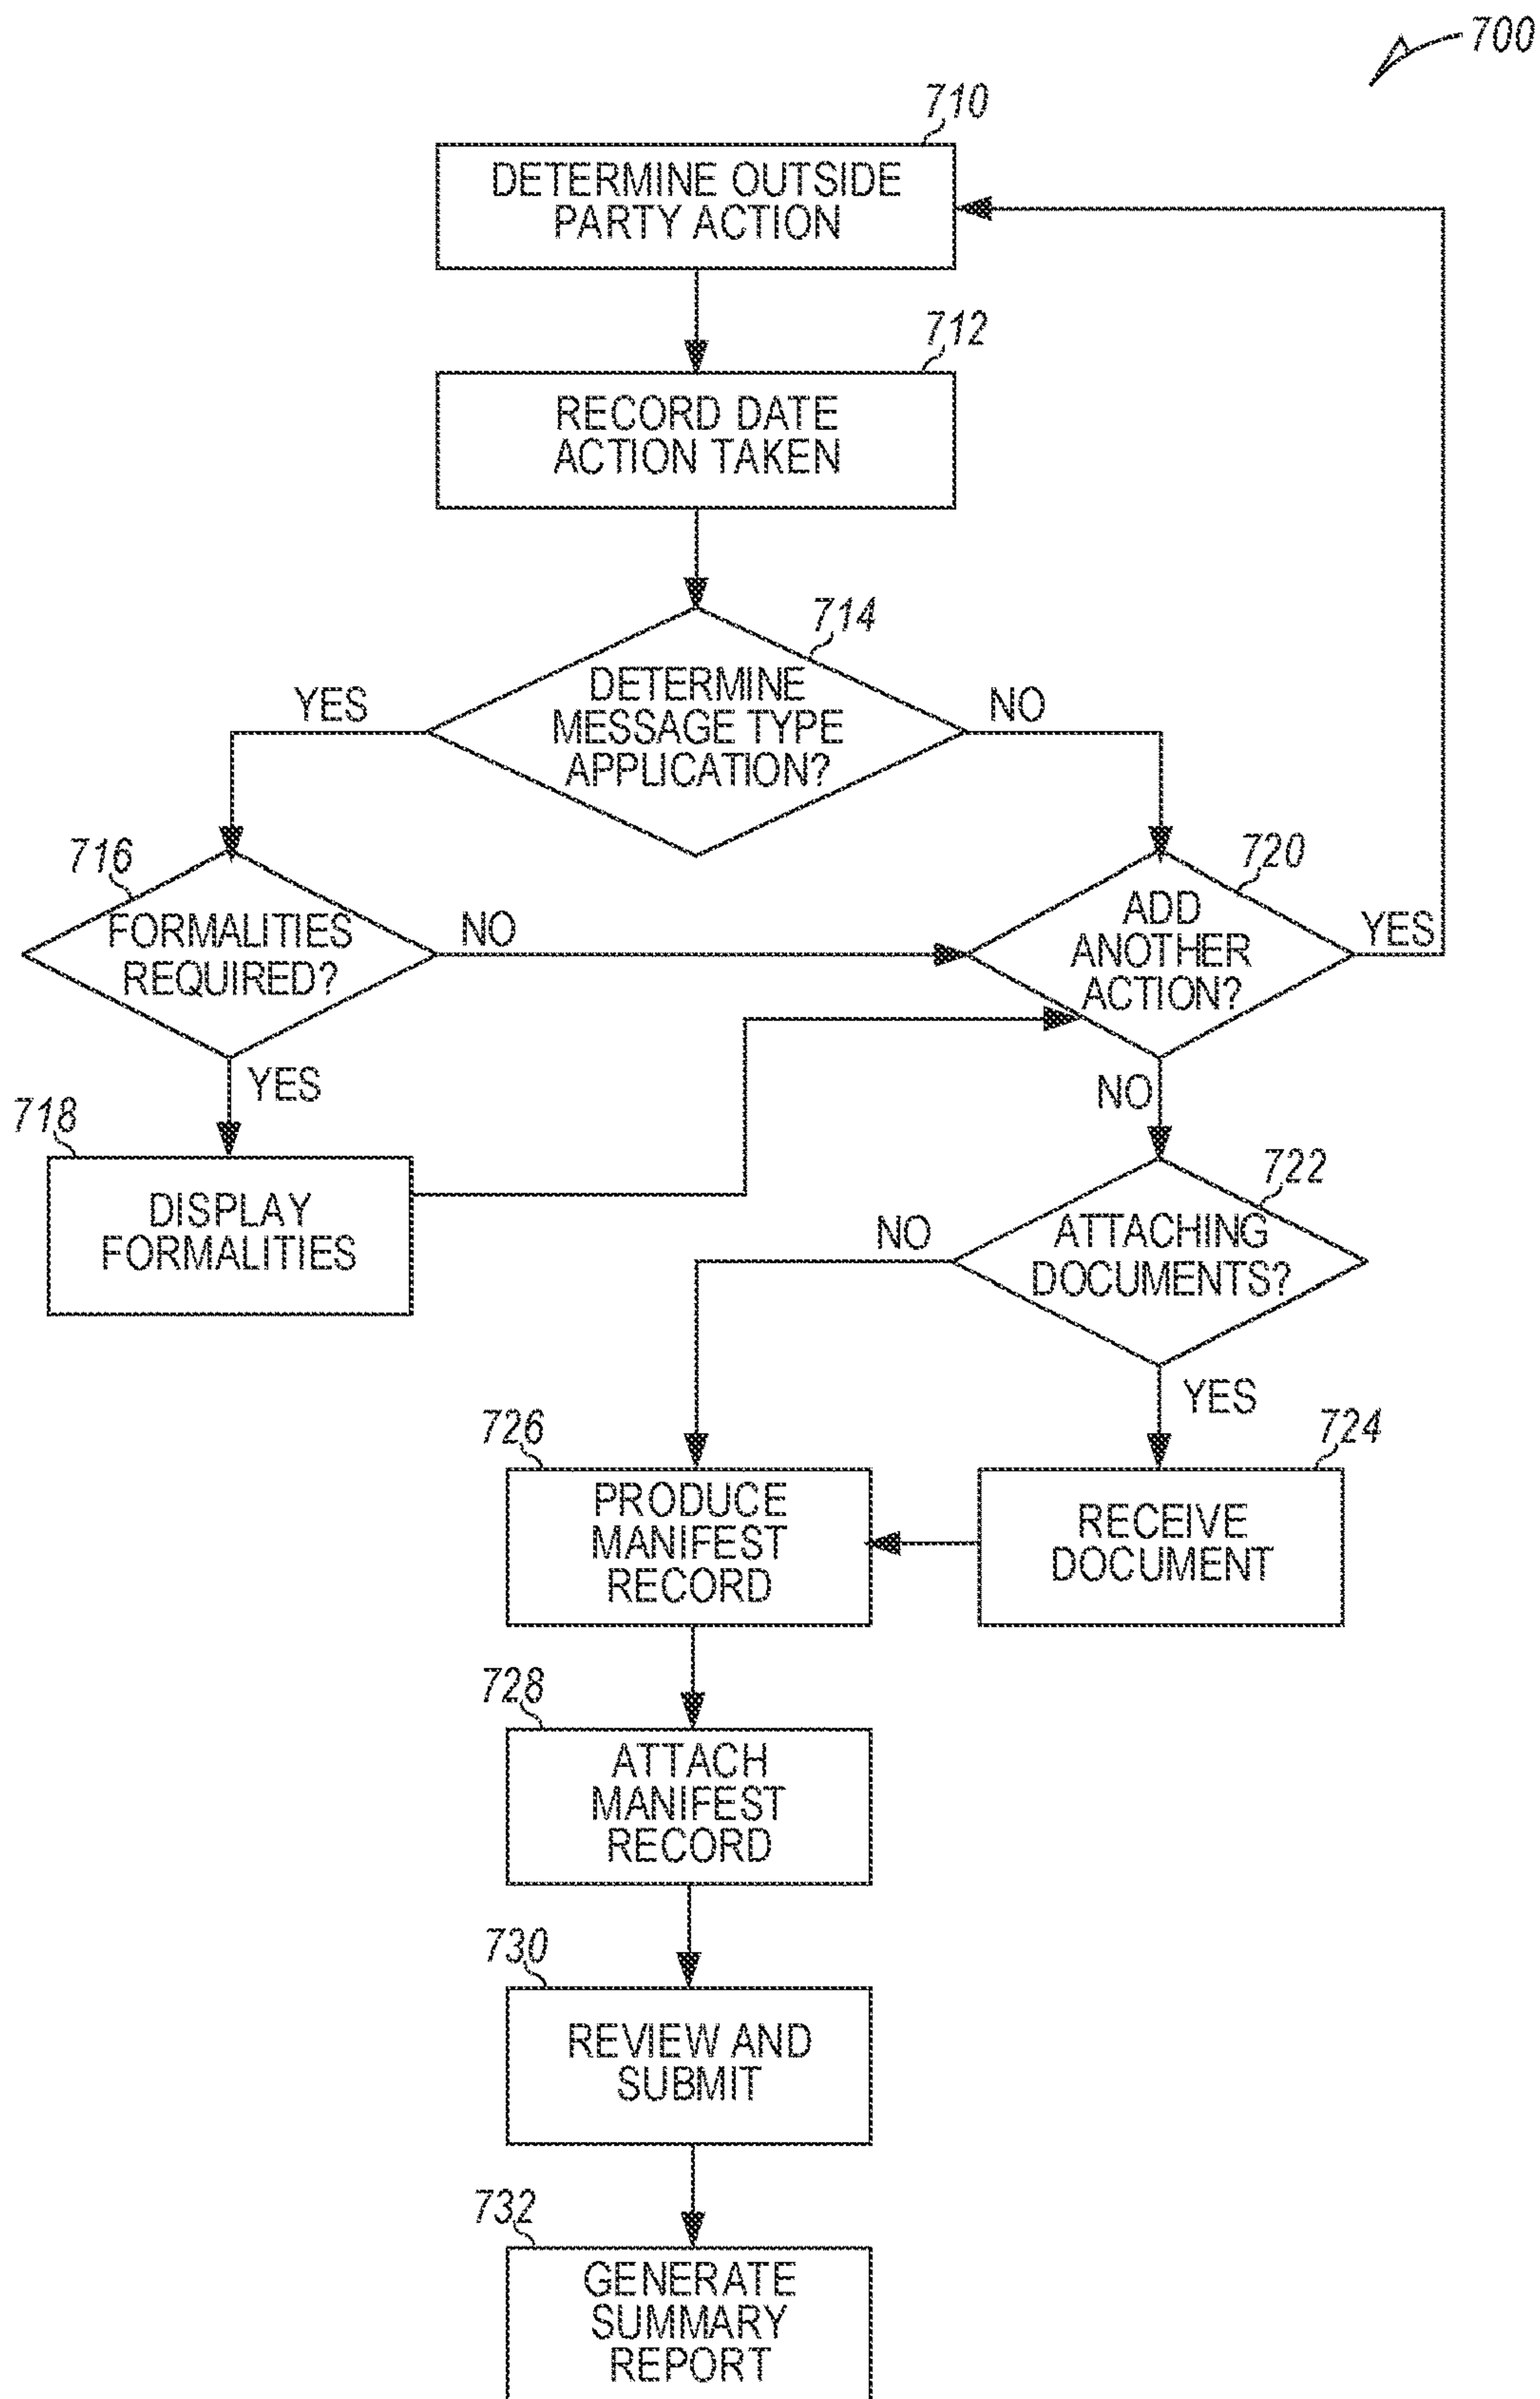 700
710
DETERMINE OUTSIDE
PARTY ACTION
712
RECORD DATE
ACTION TAKEN
714
DETERMINE
MESSAGE TYPE
APPLICATION?
YES
NO
716
FORMALITIES
REQUIRED?
NO
YES
720
ADD
ANOTHER
ACTION?
YES
NO
718
DISPLAY
FORMALITIES
722
ATTACHING
DOCUMENTS?
NO
YES
726
PRODUCE
MANIFEST
RECORD
724
RECEIVE
DOCUMENT
728
ATTACH
MANIFEST
RECORD
730
REVIEW AND
SUBMIT
732
GENERATE
SUMMARY
REPORT